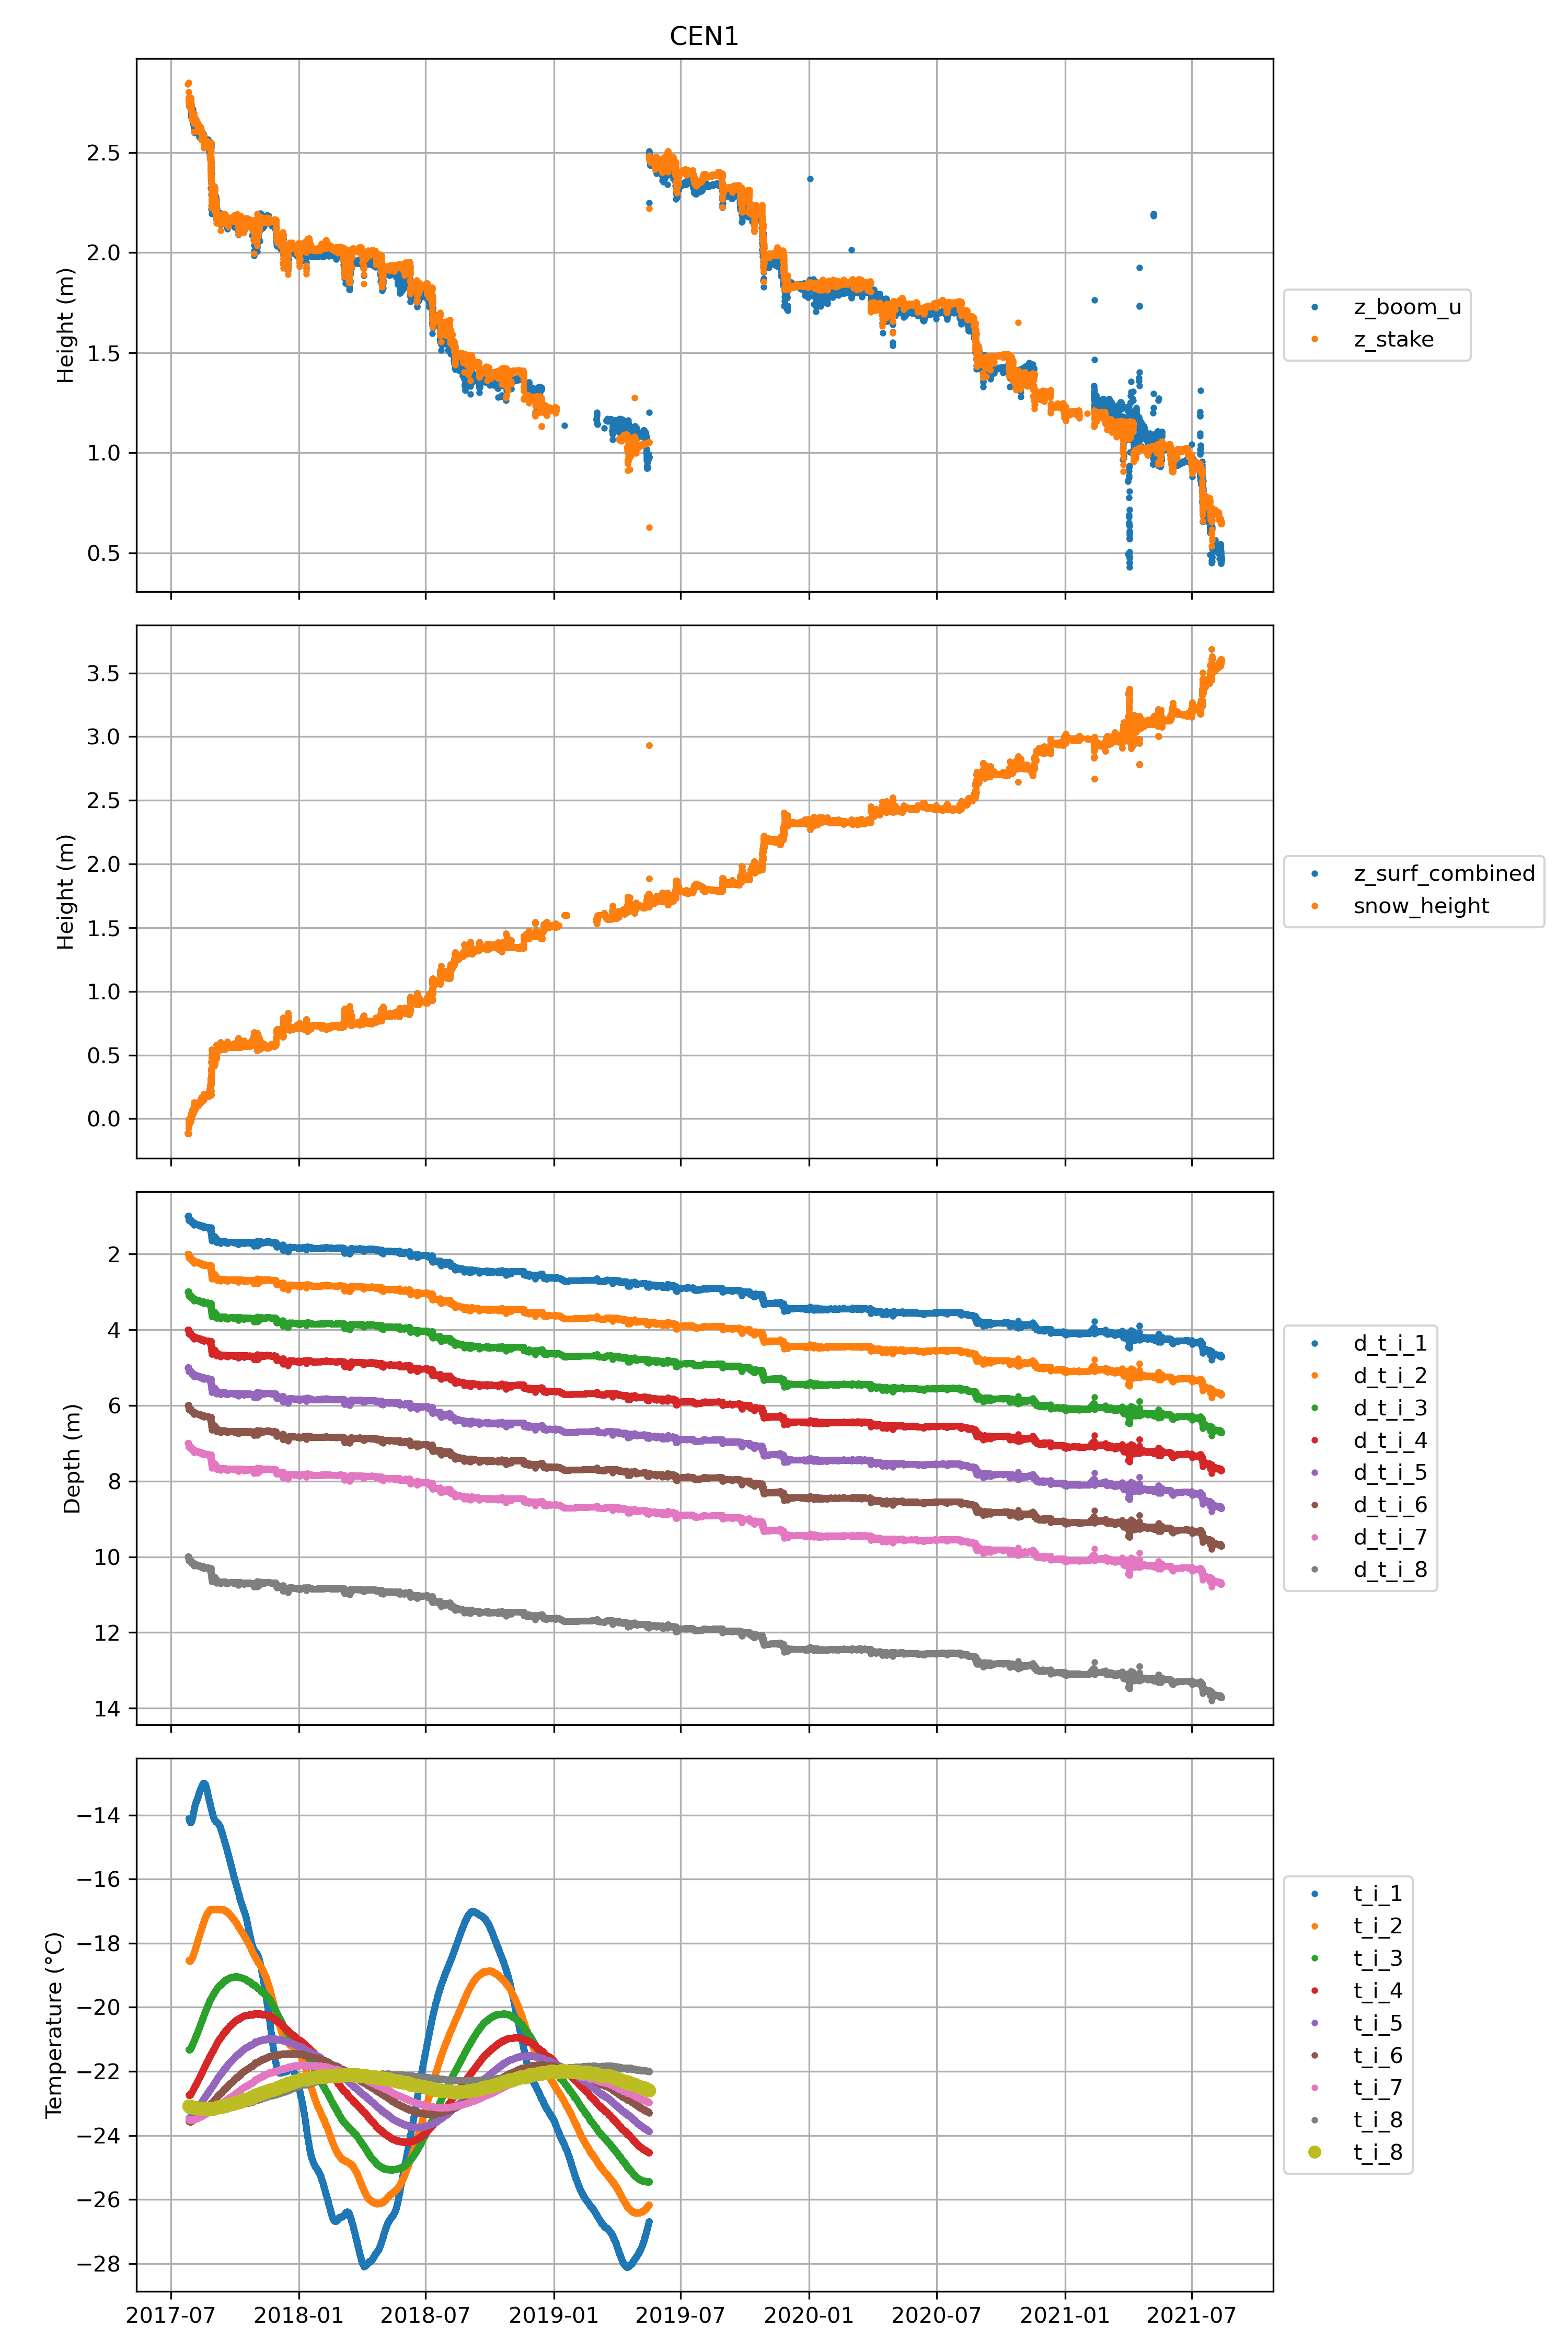 CEN1
Height (m)
2.5
2.0
1.5
1.0
0.5
z_boom_u
z_stake
Height (m)
3.5
3.0
2.5
2.0
1.5
1.0
0.5
0.0
z_surf_combined
snow_height
Depth (m)
2
4
6
8
10
12
14
d_t_i_1
d_t_i_2
d_t_i_3
d_t_i_4
d_t_i_5
d_t_i_6
d_t_i_7
d_t_i_8
Temperature (°C)
−14
−16
−18
−20
−22
−24
−26
−28
t_i_1
t_i_2
t_i_3
t_i_4
t_i_5
t_i_6
t_i_7
t_i_8
t_i_8
2017-07 2018-01 2018-07 2019-01 2019-07 2020-01 2020-07 2021-01 2021-07